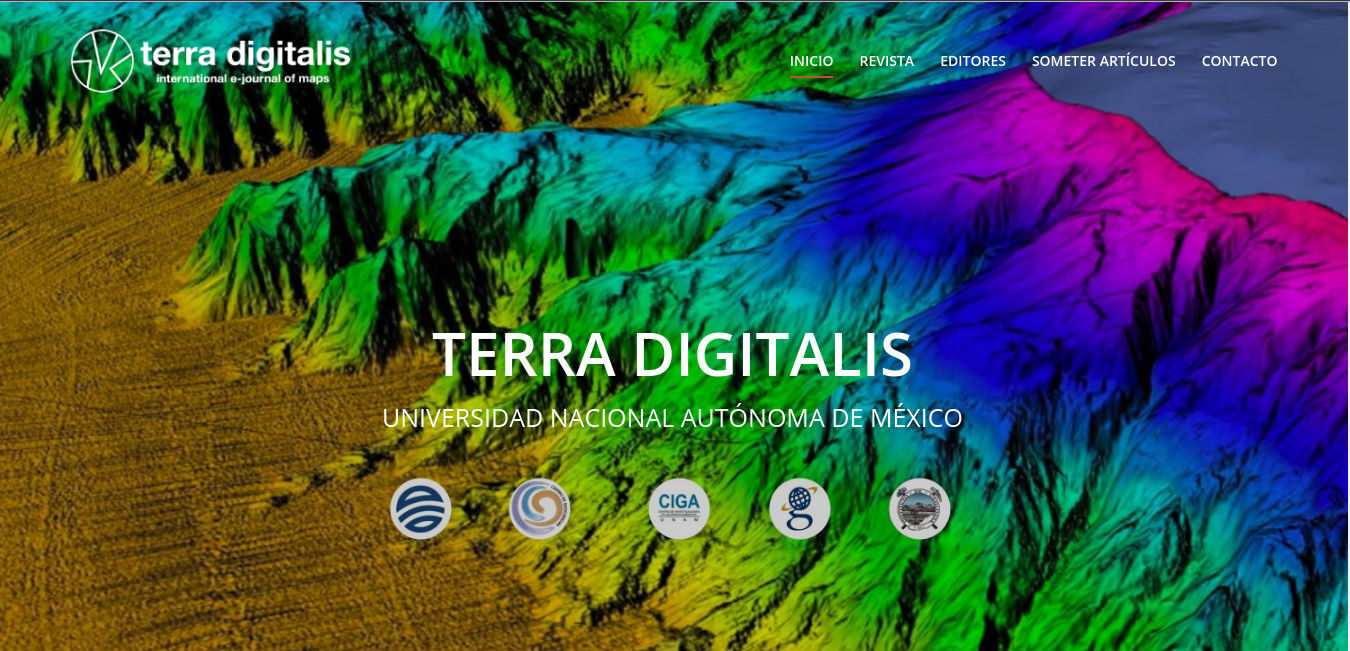 terra digitalis
international e-journal of maps
INICIO REVISTA EDITORES SOMETER ARTÍCULOS CONTACTO
TERRA DIGITALIS
UNIVERSIDAD NACIONAL AUTÓNOMA DE MÉXICO
CIGA
UNAM